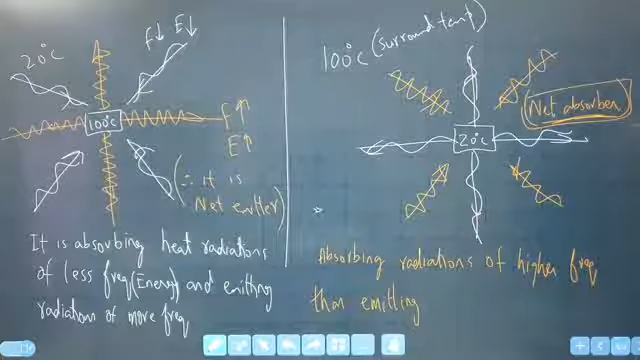 20°C
F↓ E↓
100°C
F↑
E↑
(∴ it is
Net emitter)
It is absorbing heat radiations
of less freq(Energy) and emitting
radiations of more freq
100°C (surround temp)
Net absorber
20°C
Absorbing radiations of higher freq
than emitting